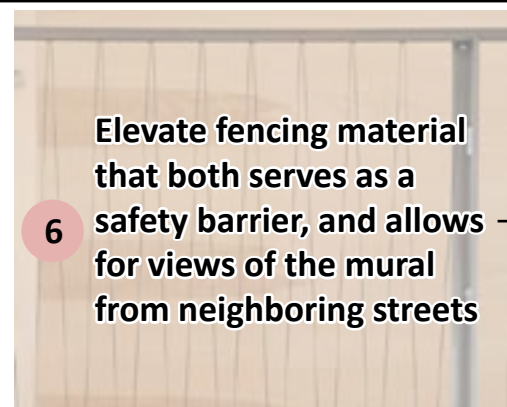 Elevate fencing material
that both serves as a
6 safety barrier, and allows
for views of the mural
from neighboring streets